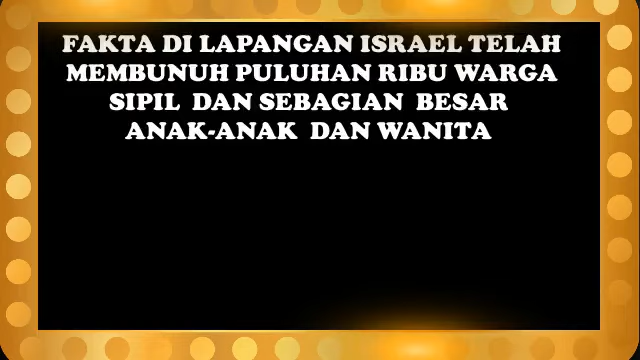 FAKTA DI LAPANGAN ISRAEL TELAH
MEMBUNUH PULUHAN RIBU WARGA
SIPIL DAN SEBAGIAN BESAR
ANAK-ANAK DAN WANITA